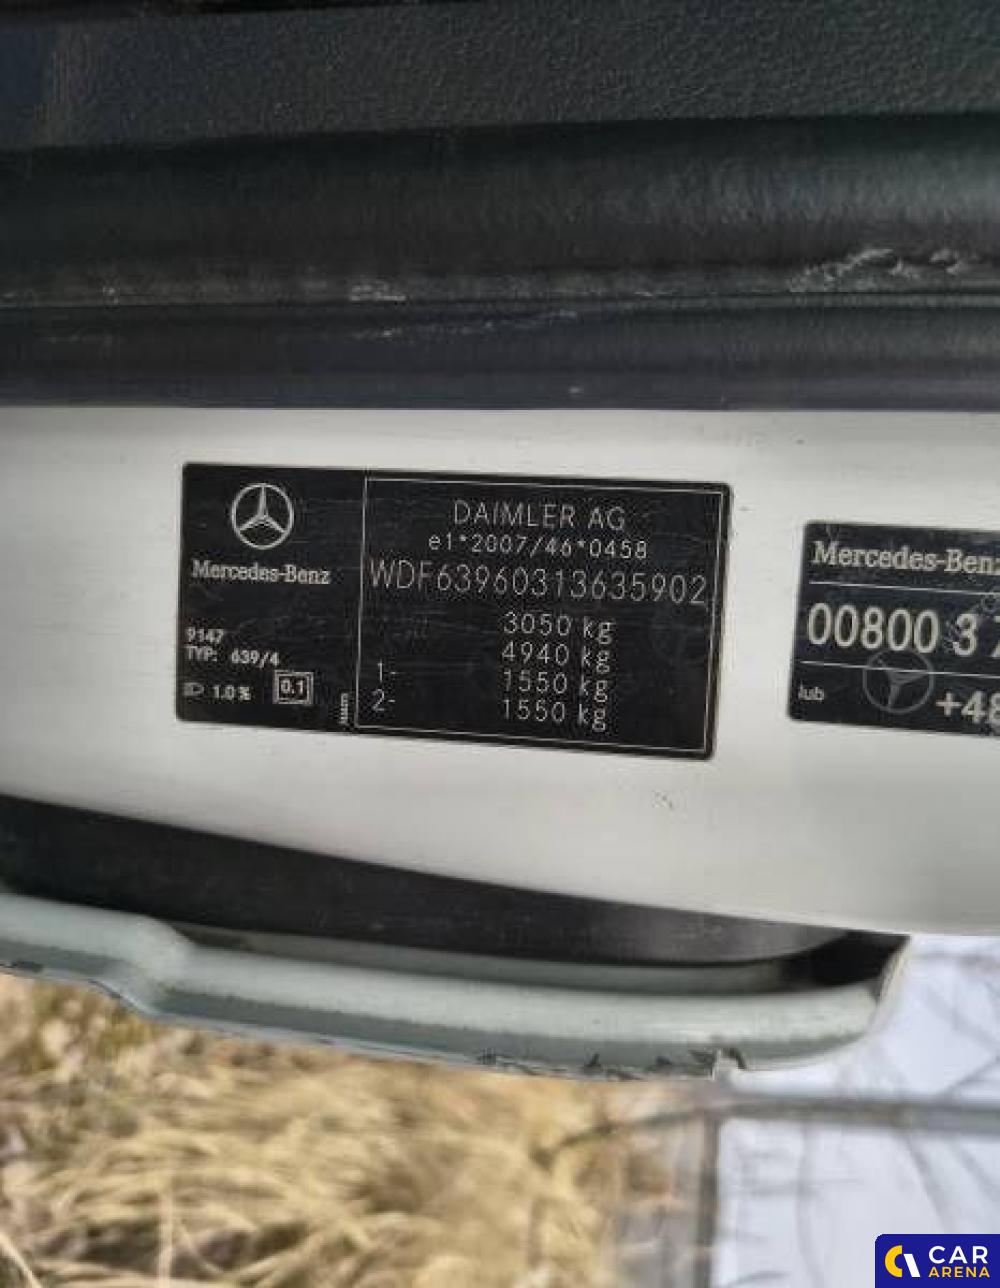 Mercedes-Benz
9147
TYP: 639/4
1.0%
0.1
DAIMLER AG
e1*2007/46*0458
WDF63960313635902
3050 kg
4940 kg
1- 1550 kg
2- 1550 kg
Mercedes-Benz
00800 3
lub
+48
CAR
ARENA